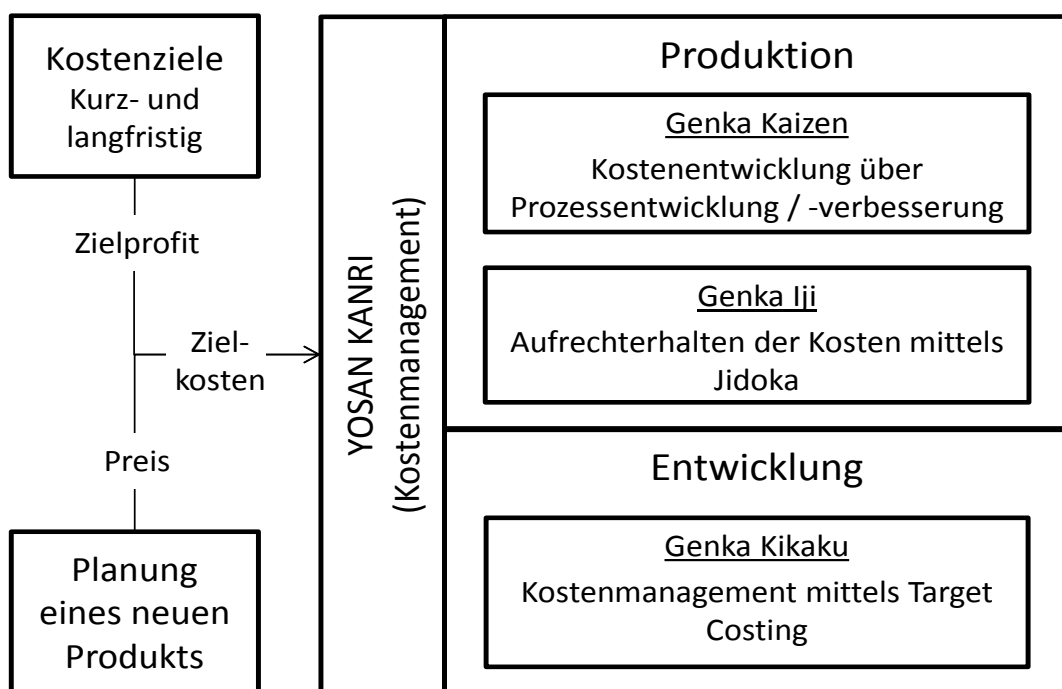 Kostenziele
Kurz- und
langfristig
Zielprofit
Ziel-
kosten
Preis
Planung
eines neuen
Produkts
YOSAN KANRI
(Kostenmanagement)
Produktion
Genka Kaizen
Kostenentwicklung über
Prozessentwicklung / -verbesserung
Genka Iji
Aufrechterhalten der Kosten mittels
Jidoka
Entwicklung
Genka Kikaku
Kostenmanagement mittels Target
Costing